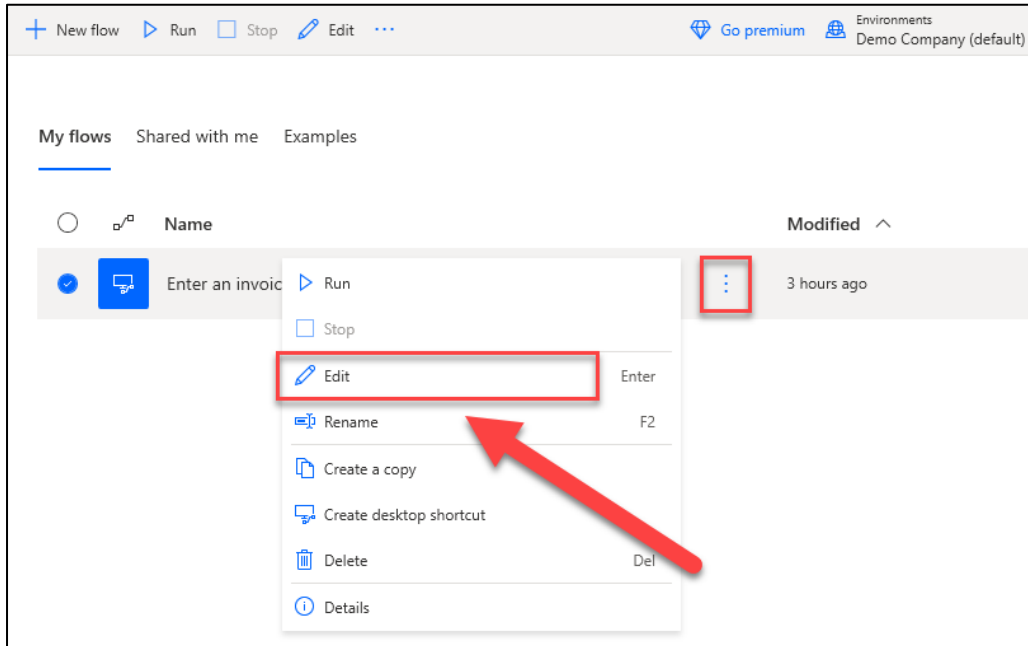 New flow Run Stop Edit ... Go premium Environments
Demo Company (default)
My flows Shared with me Examples
Name Modified
Enter an invoic 3 hours ago
Run
Stop
Edit Enter
Rename F2
Create a copy
Create desktop shortcut
Delete Del
Details